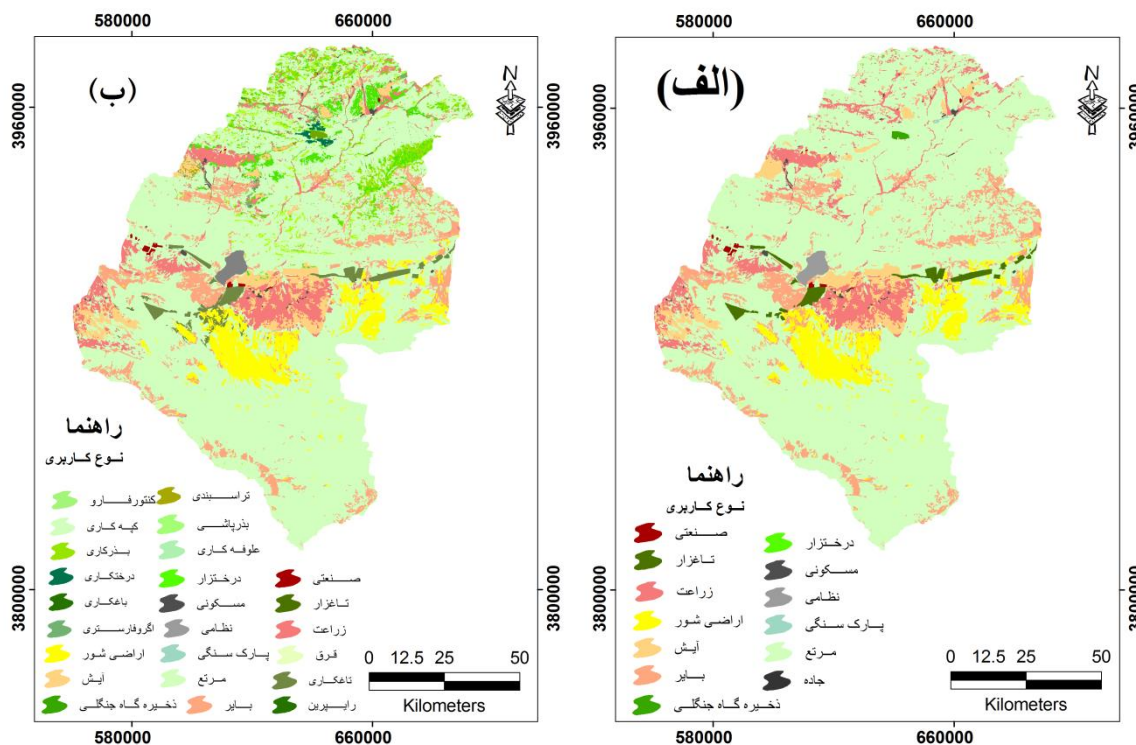 580000 660000 580000 660000
(ب) N (الف) N
3960000 3960000 3960000
راهنما
نوع کاربری
کنتورفارو تراسبندی
کپه کاری بذرپاشی
بذرکاری علوفه کاری
درختکاری درختزار صنعتی
باغکاری مسکونی تاغزار
اگروفارستری نظامی زراعت
اراضی شور پارک سنگی قرق
آیش مرتع تاغکاری
ذخیره گاه جنگلی بایر رایپرین
3800000 3800000 3800000
0 12.5 25 50
Kilometers
راهنما
نوع کاربری
صنعتی درختزار
تاغزار مسکونی
زراعت نظامی
اراضی شور پارک سنگی
آیش مرتع
بایر جاده
ذخیره گاه جنگلی
0 12.5 25 50
Kilometers
580000 660000 580000 660000